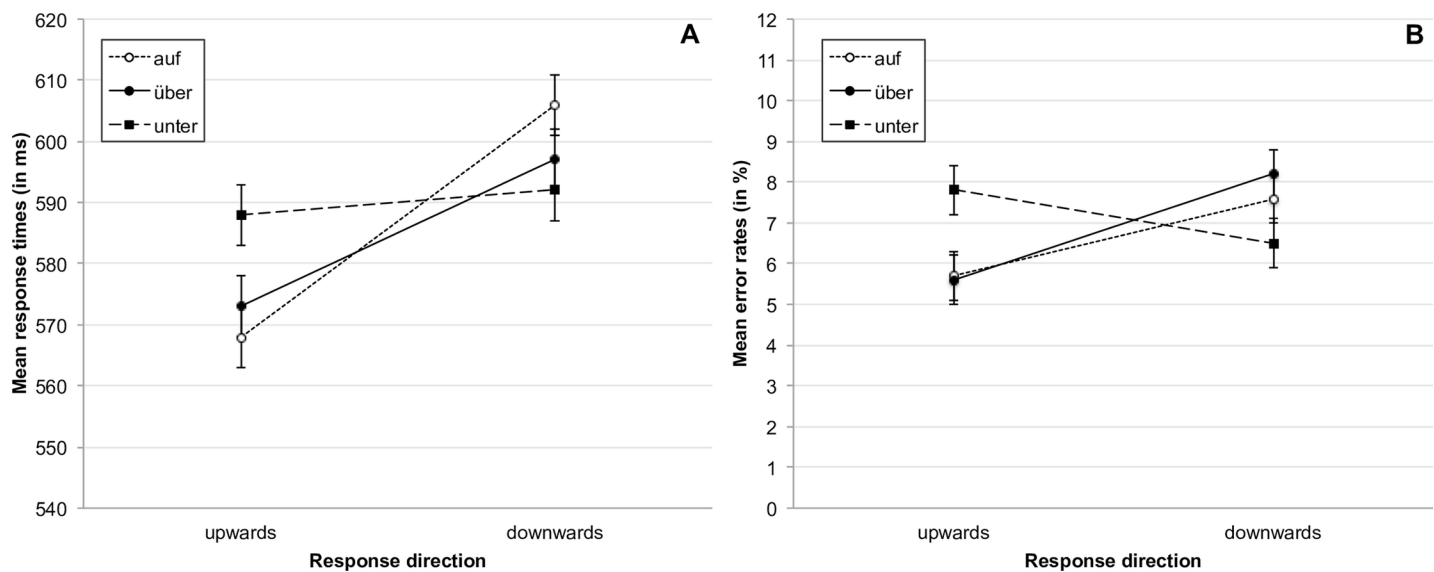 A
auf
über
unter
Mean response times (in ms)
620
610
600
590
580
570
560
550
540
upwards
downwards
Response direction
B
auf
über
unter
Mean error rates (in %)
12
11
10
9
8
7
6
5
4
3
2
1
0
upwards
downwards
Response direction